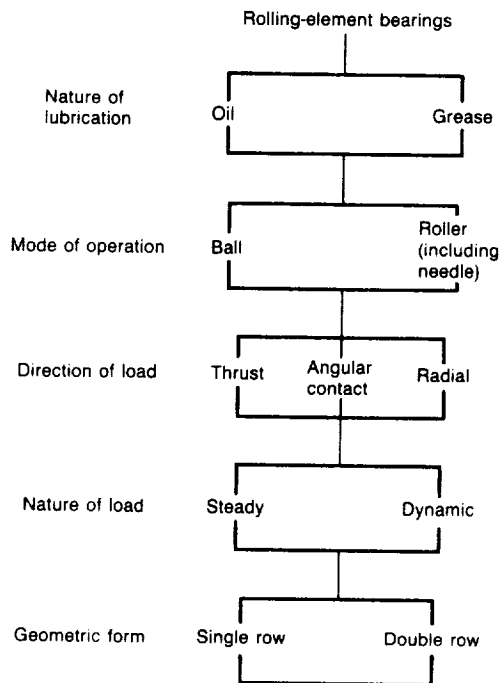 Rolling-element bearings
Nature of
lubrication
Oil
Grease
Mode of operation
Ball
Roller
(including
needle)
Direction of load
Thrust
Angular
contact
Radial
Nature of load
Steady
Dynamic
Geometric form
Single row
Double row